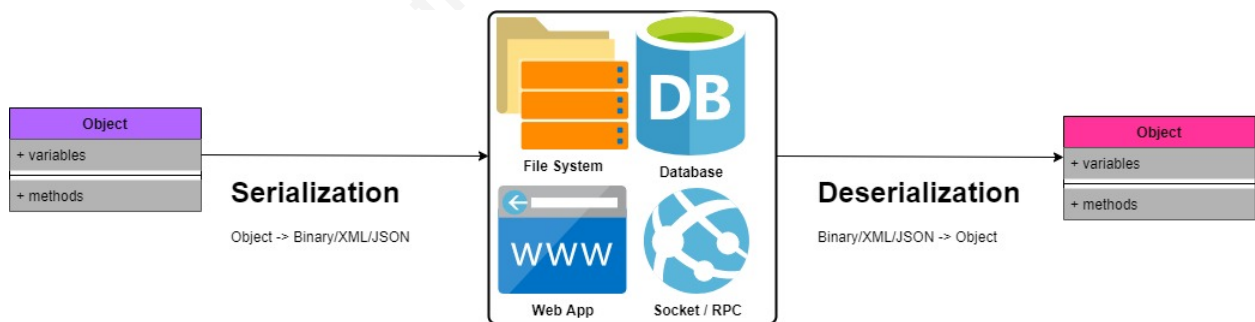 Object
+ variables
+ methods
Serialization
Object -> Binary/XML/JSON
DB
File System
Database
WWW
Web App
Socket / RPC
Deserialization
Binary/XML/JSON -> Object
Object
+ variables
+ methods